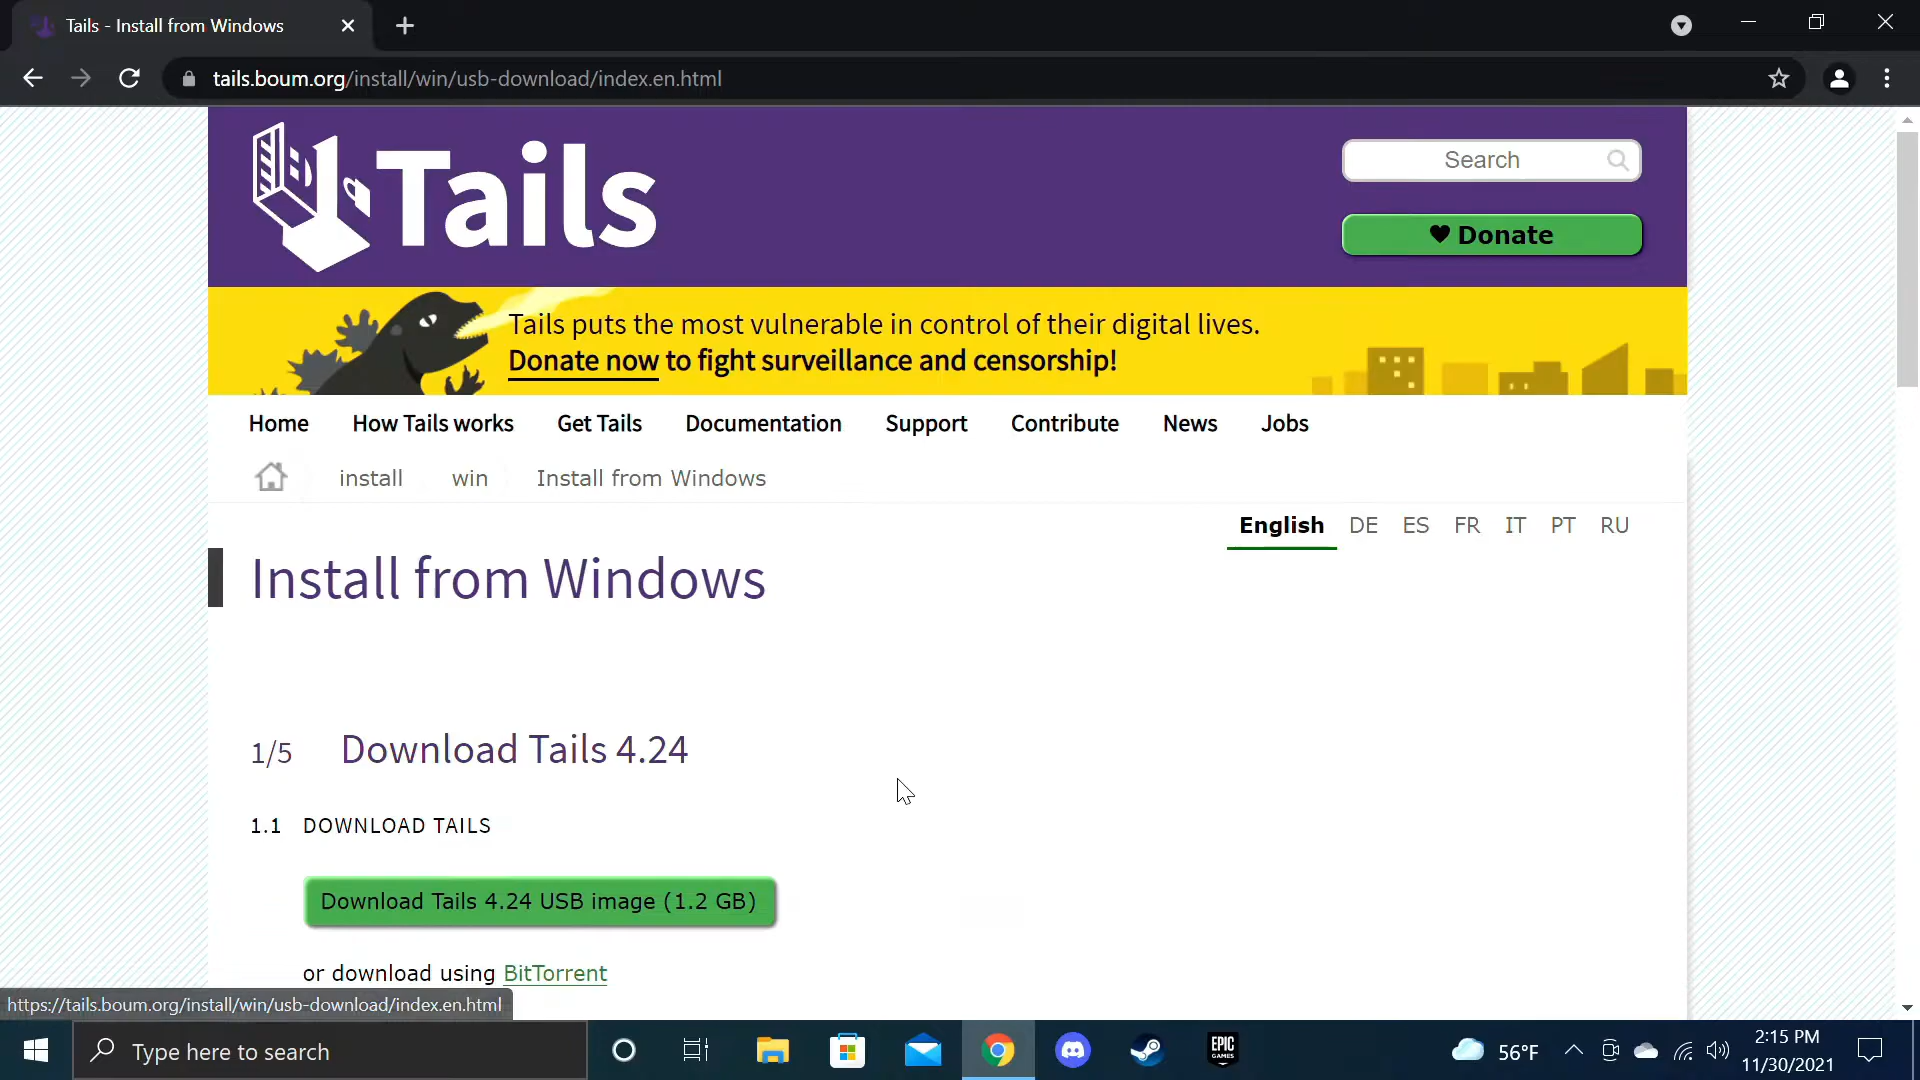 Tails - Install from Windows
tails.boum.org/install/win/usb-download/index.en.html
Tails
Search
Donate
Tails puts the most vulnerable in control of their digital lives.
Donate now to fight surveillance and censorship!
Home How Tails works Get Tails Documentation Support Contribute News Jobs
install win Install from Windows
English DE ES FR IT PT RU
Install from Windows
1/5 Download Tails 4.24
1.1 DOWNLOAD TAILS
Download Tails 4.24 USB image (1.2 GB)
or download using BitTorrent
https://tails.boum.org/install/win/usb-download/index.en.html
Type here to search
EPIC
GAMES
56°F
2:15 PM
11/30/2021